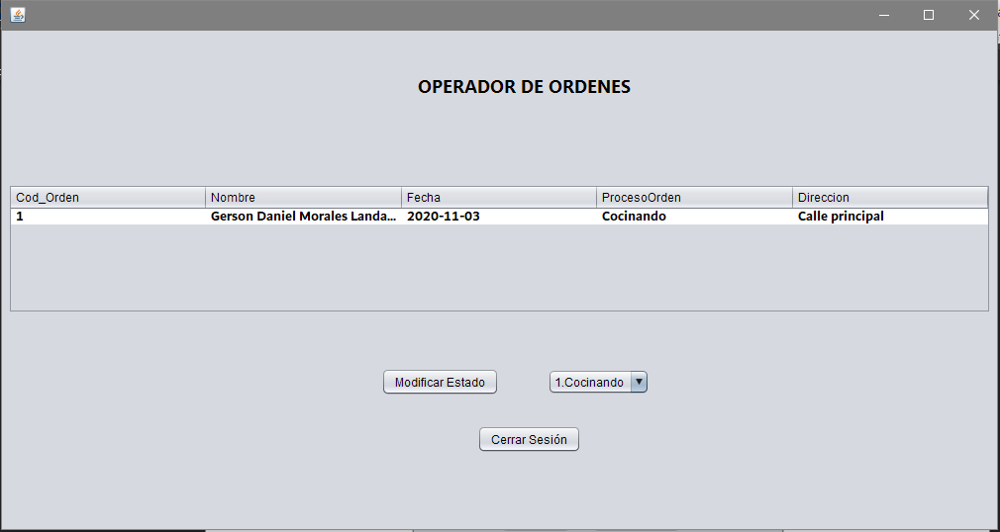 OPERADOR DE ORDENES
Cod_Orden Nombre Fecha ProcesoOrden Direccion
1 Gerson Daniel Morales Landa... 2020-11-03 Cocinando Calle principal
Modificar Estado 1.Cocinando
Cerrar Sesión